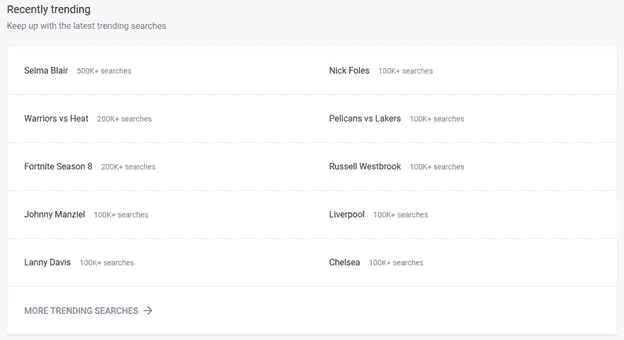 Recently trending
Keep up with the latest trending searches
Selma Blair 500K+ searches
Nick Foles 100K+ searches
Warriors vs Heat 200K+ searches
Pelicans vs Lakers 100K+ searches
Fortnite Season 8 200K+ searches
Russell Westbrook 100K+ searches
Johnny Manziel 100K+ searches
Liverpool 100K+ searches
Lanny Davis 100K+ searches
Chelsea 100K+ searches
MORE TRENDING SEARCHES →